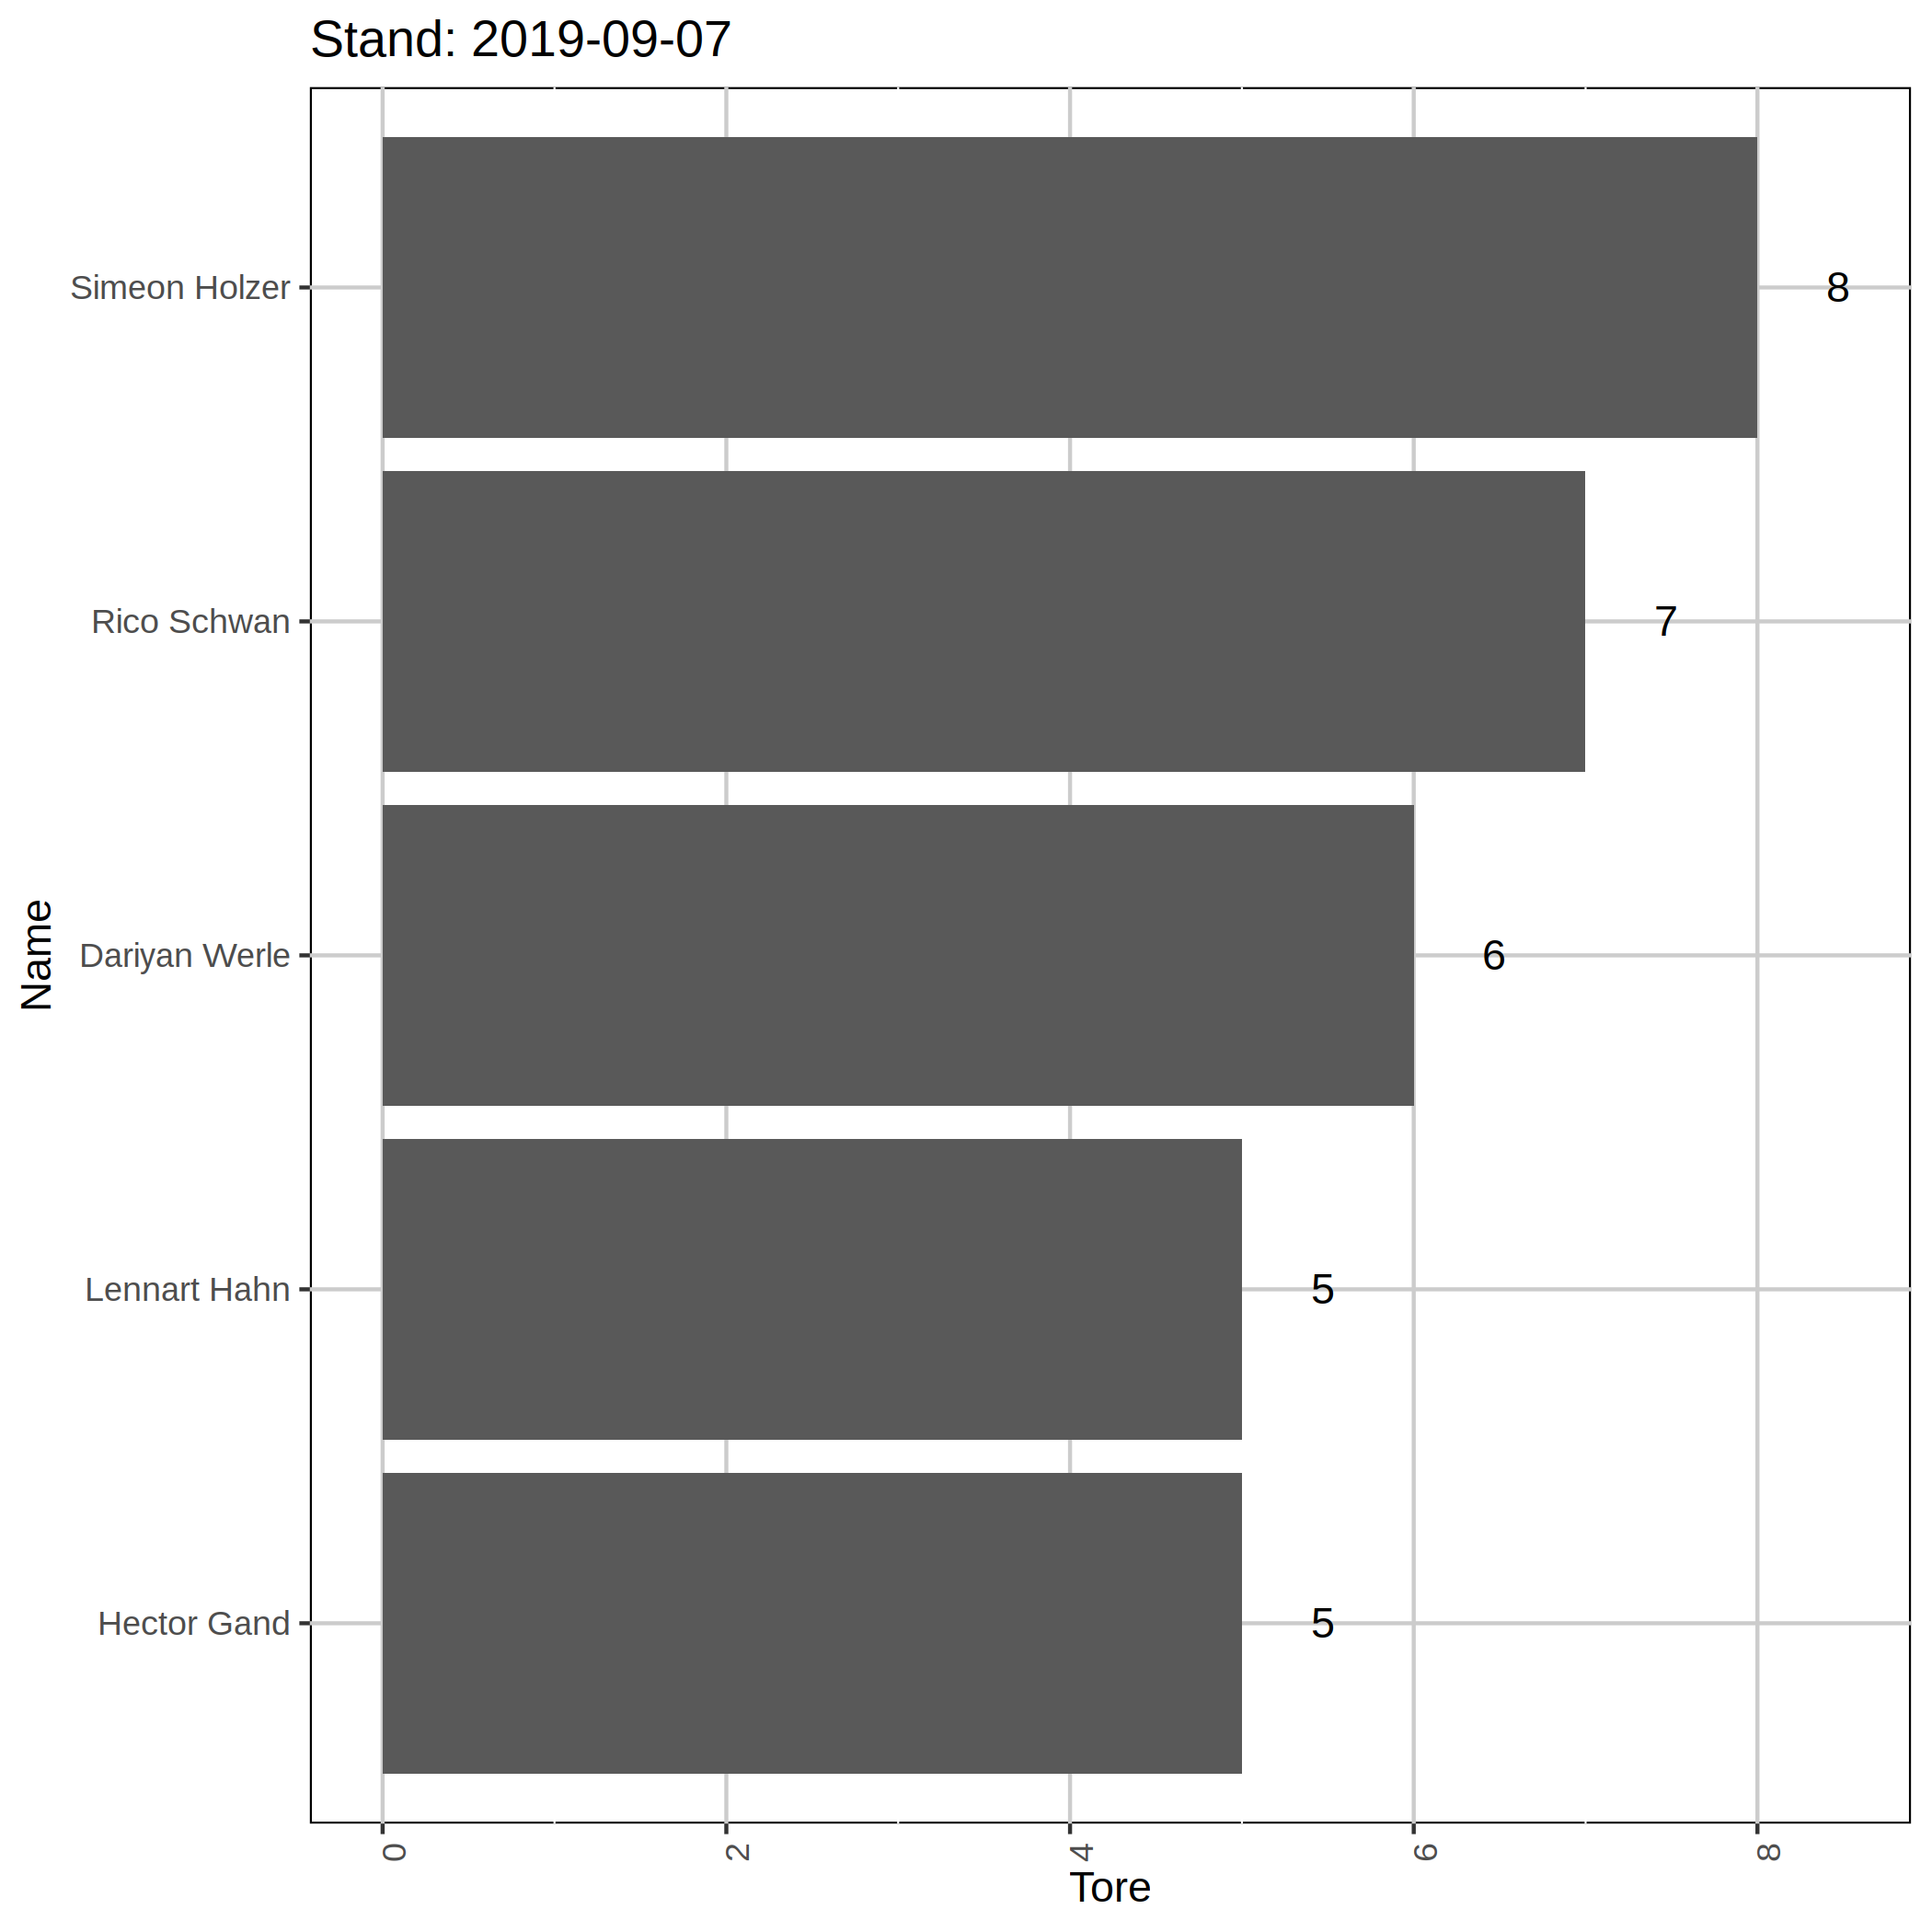 Stand: 2019-09-07
Name
Simeon Holzer
8
Rico Schwan
7
Dariyan Werle
6
Lennart Hahn
5
Hector Gand
5
0 2 4 6 8
Tore